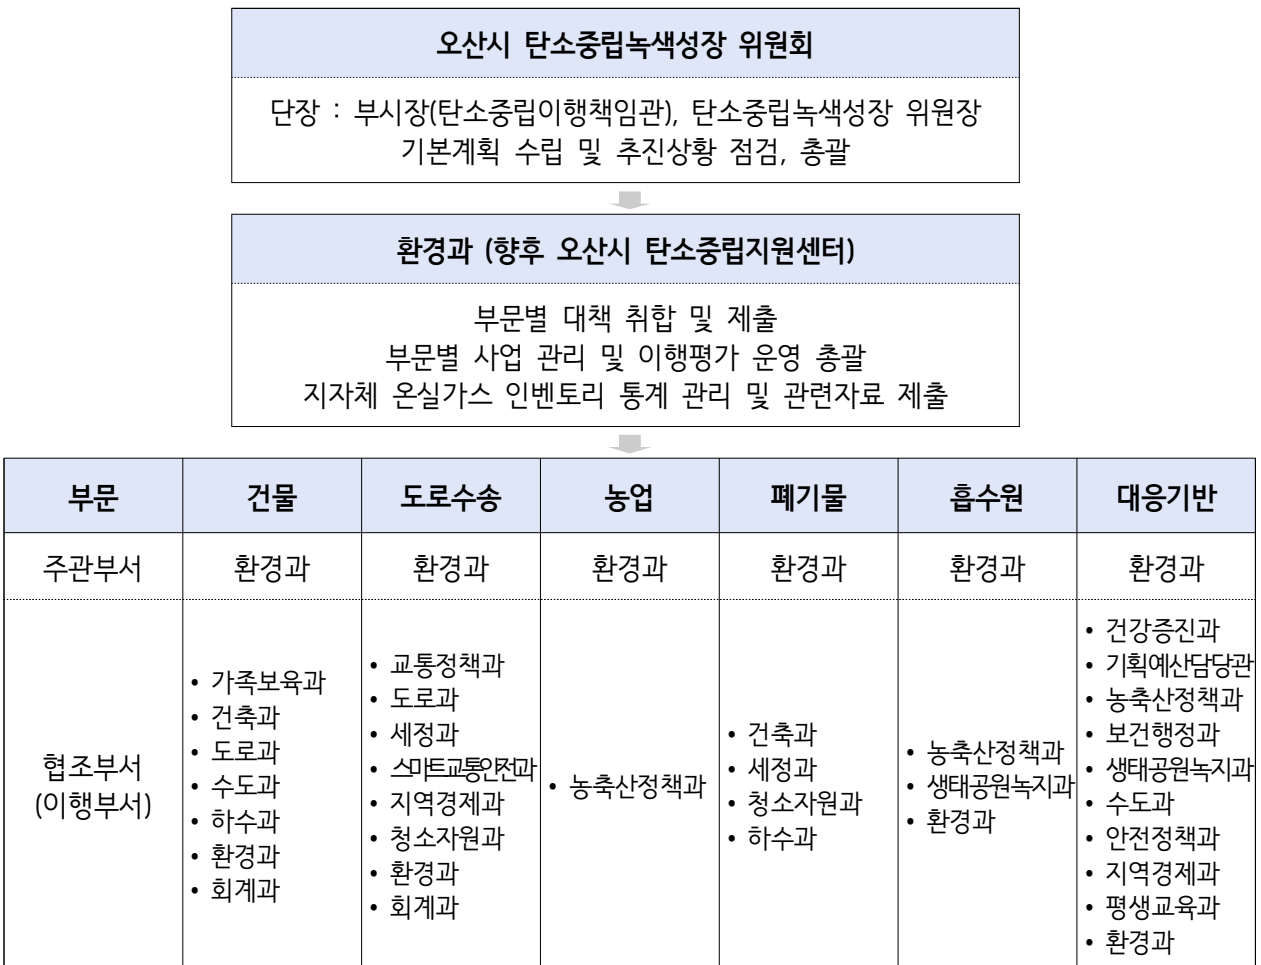 오산시 탄소중립녹색성장 위원회
단장 : 부시장(탄소중립이행책임관), 탄소중립녹색성장 위원장
기본계획 수립 및 추진상황 점검, 총괄
환경과 (향후 오산시 탄소중립지원센터)
부문별 대책 취합 및 제출
부문별 사업 관리 및 이행평가 운영 총괄
지자체 온실가스 인벤토리 통계 관리 및 관련자료 제출
부문 건물 도로수송 농업 폐기물 흡수원 대응기반
주관부서 환경과 환경과 환경과 환경과 환경과 환경과
협조부서
(이행부서)
• 가족보육과
• 건축과
• 도로과
• 수도과
• 하수과
• 환경과
• 회계과
• 교통정책과
• 도로과
• 세정과
• 스마트교통안전과
• 지역경제과
• 청소자원과
• 환경과
• 회계과
• 농축산정책과
• 건축과
• 세정과
• 청소자원과
• 하수과
• 농축산정책과
• 생태공원녹지과
• 환경과
• 건강증진과
• 기획예산담당관
• 농축산정책과
• 보건행정과
• 생태공원녹지과
• 수도과
• 안전정책과
• 지역경제과
• 평생교육과
• 환경과